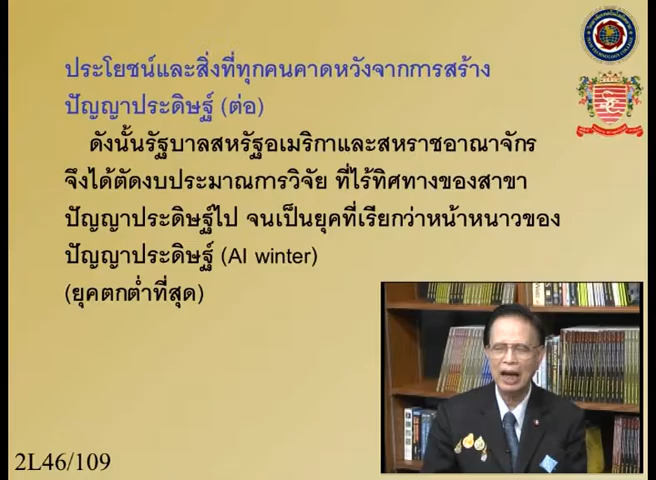 ประโยชน์และสิ่งที่ทุกคนคาดหวังจากการสร้าง
ปัญญาประดิษฐ์ (ต่อ)
ดังนั้นรัฐบาลสหรัฐอเมริกาและสหราชอาณาจักร
จึงได้ตัดงบประมาณการวิจัย ที่ไร้ทิศทางของสาขา
ปัญญาประดิษฐ์ไป จนเป็นยุคที่เรียกว่าหน้าหนาวของ
ปัญญาประดิษฐ์ (AI winter)
(ยุคตกต่ำที่สุด)
2L46/109